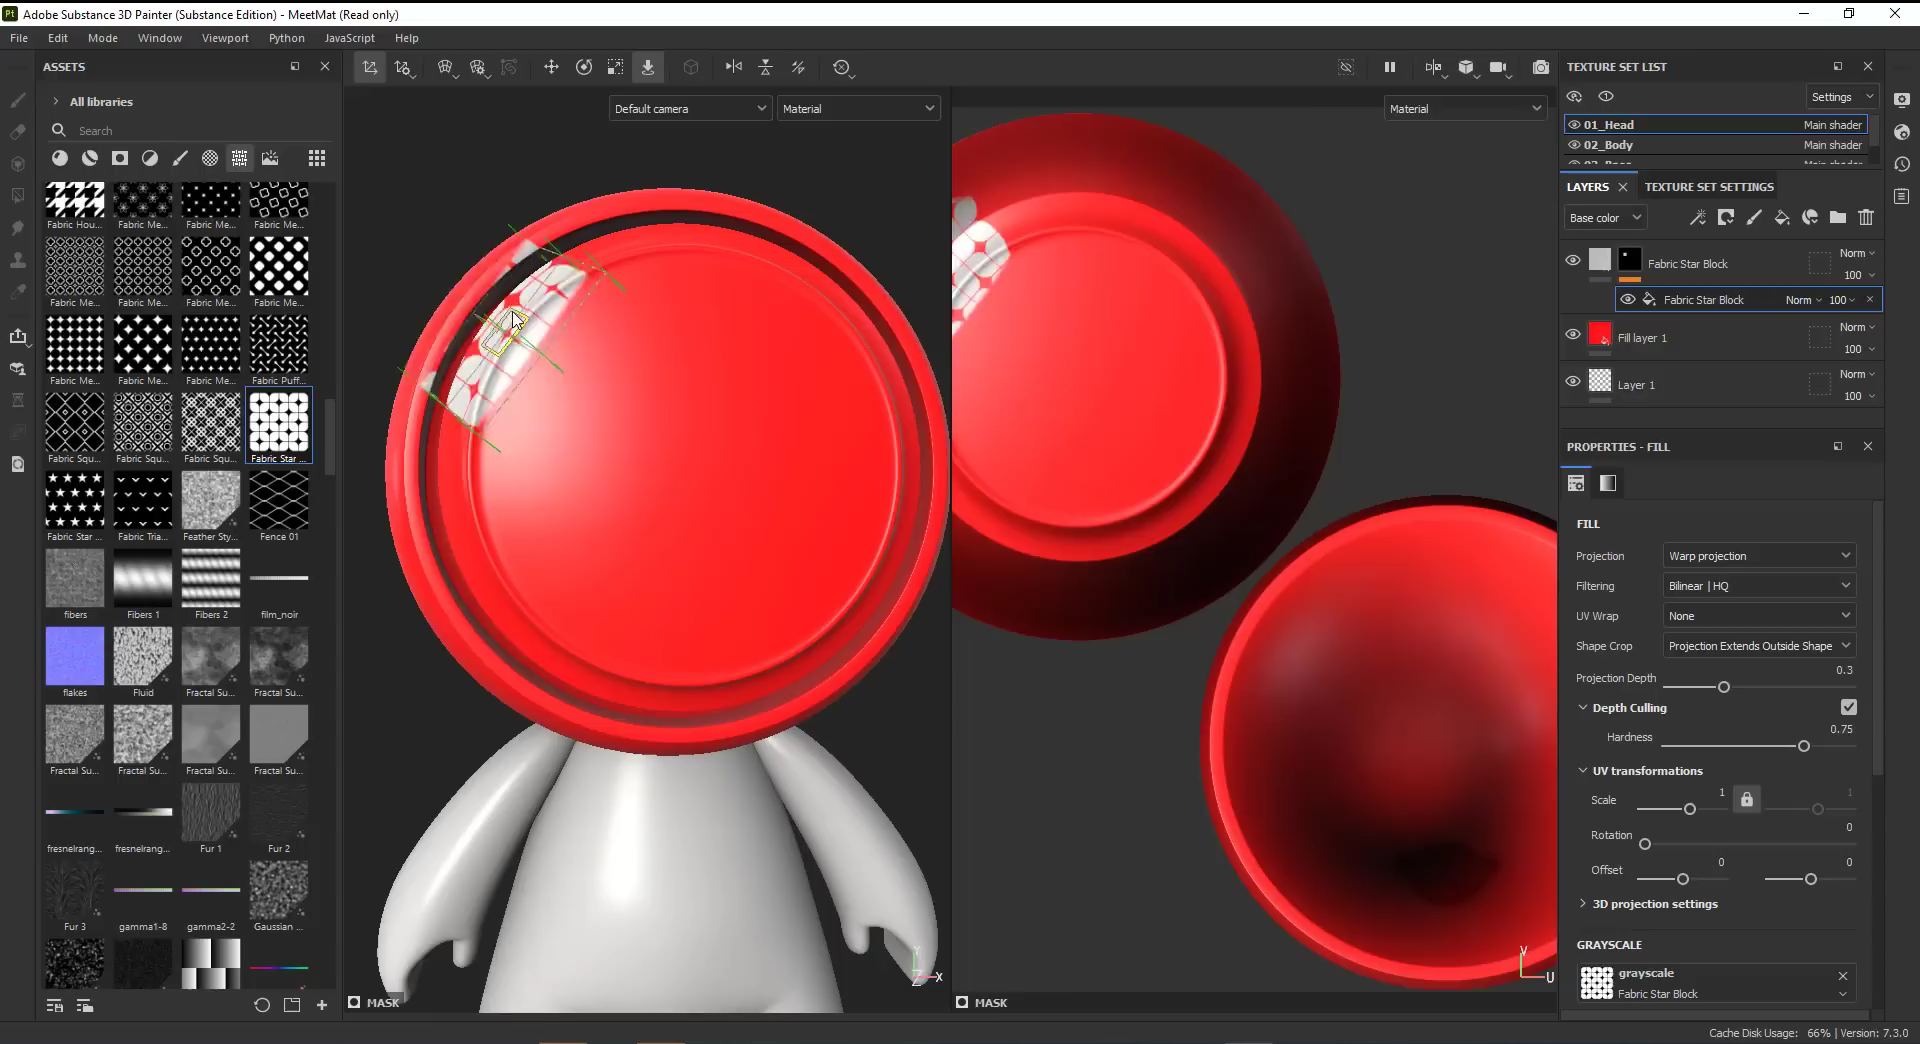 Pt Adobe Substance 3D Painter (Substance Edition) - MeetMat (Read only)
File Edit Mode Window Viewport Python JavaScript Help
ASSETS
All libraries
Search
Fabric Hou... Fabric Me... Fabric Me... Fabric Me...
Fabric Me... Fabric Me... Fabric Me... Fabric Me...
Fabric Me... Fabric Me... Fabric Me... Fabric Puff...
Fabric Squ... Fabric Squ... Fabric Squ... Fabric Star ...
Fabric Star ... Fabric Tria... Feather Sty... Fence 01
fibers Fibers 1 Fibers 2 film_noir
flakes Fluid Fractal Su... Fractal Su...
Fractal Su... Fractal Su... Fractal Su... Fractal Su...
fresnelrang... fresnelrang... Fur 1 Fur 2
Fur 3 gamma1-8 gamma2-2 Gaussian ...
Default camera Material
Material
Y
Z X
MASK
V
U
MASK
TEXTURE SET LIST
Settings
01_Head Main shader
02_Body Main shader
LAYERS TEXTURE SET SETTINGS
Base color
Fabric Star Block Norm
100
Fabric Star Block Norm 100
Fill layer 1 Norm
100
Layer 1 Norm
100
PROPERTIES - FILL
FILL
Projection Warp projection
Filtering Bilinear | HQ
UV Wrap None
Shape Crop Projection Extends Outside Shape
Projection Depth 0.3
Depth Culling
Hardness 0.75
UV transformations
Scale 1 1
Rotation 0
Offset 0 0
3D projection settings
GRAYSCALE
grayscale
Fabric Star Block
Cache Disk Usage: 66% | Version: 7.3.0